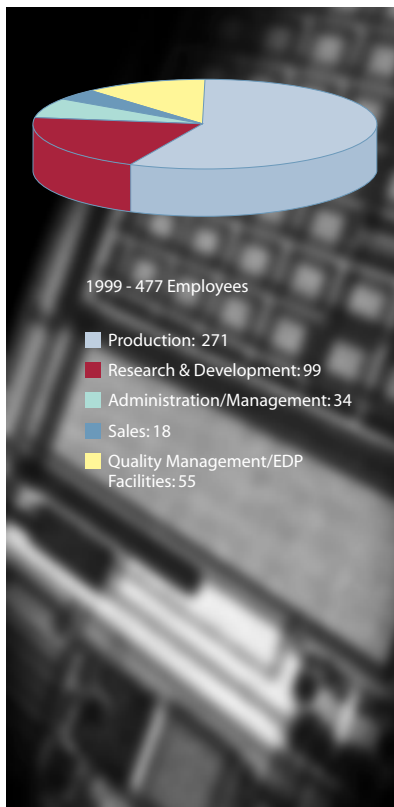 1999 - 477 Employees
Production: 271
Research & Development: 99
Administration/Management: 34
Sales: 18
Quality Management/EDP
Facilities: 55